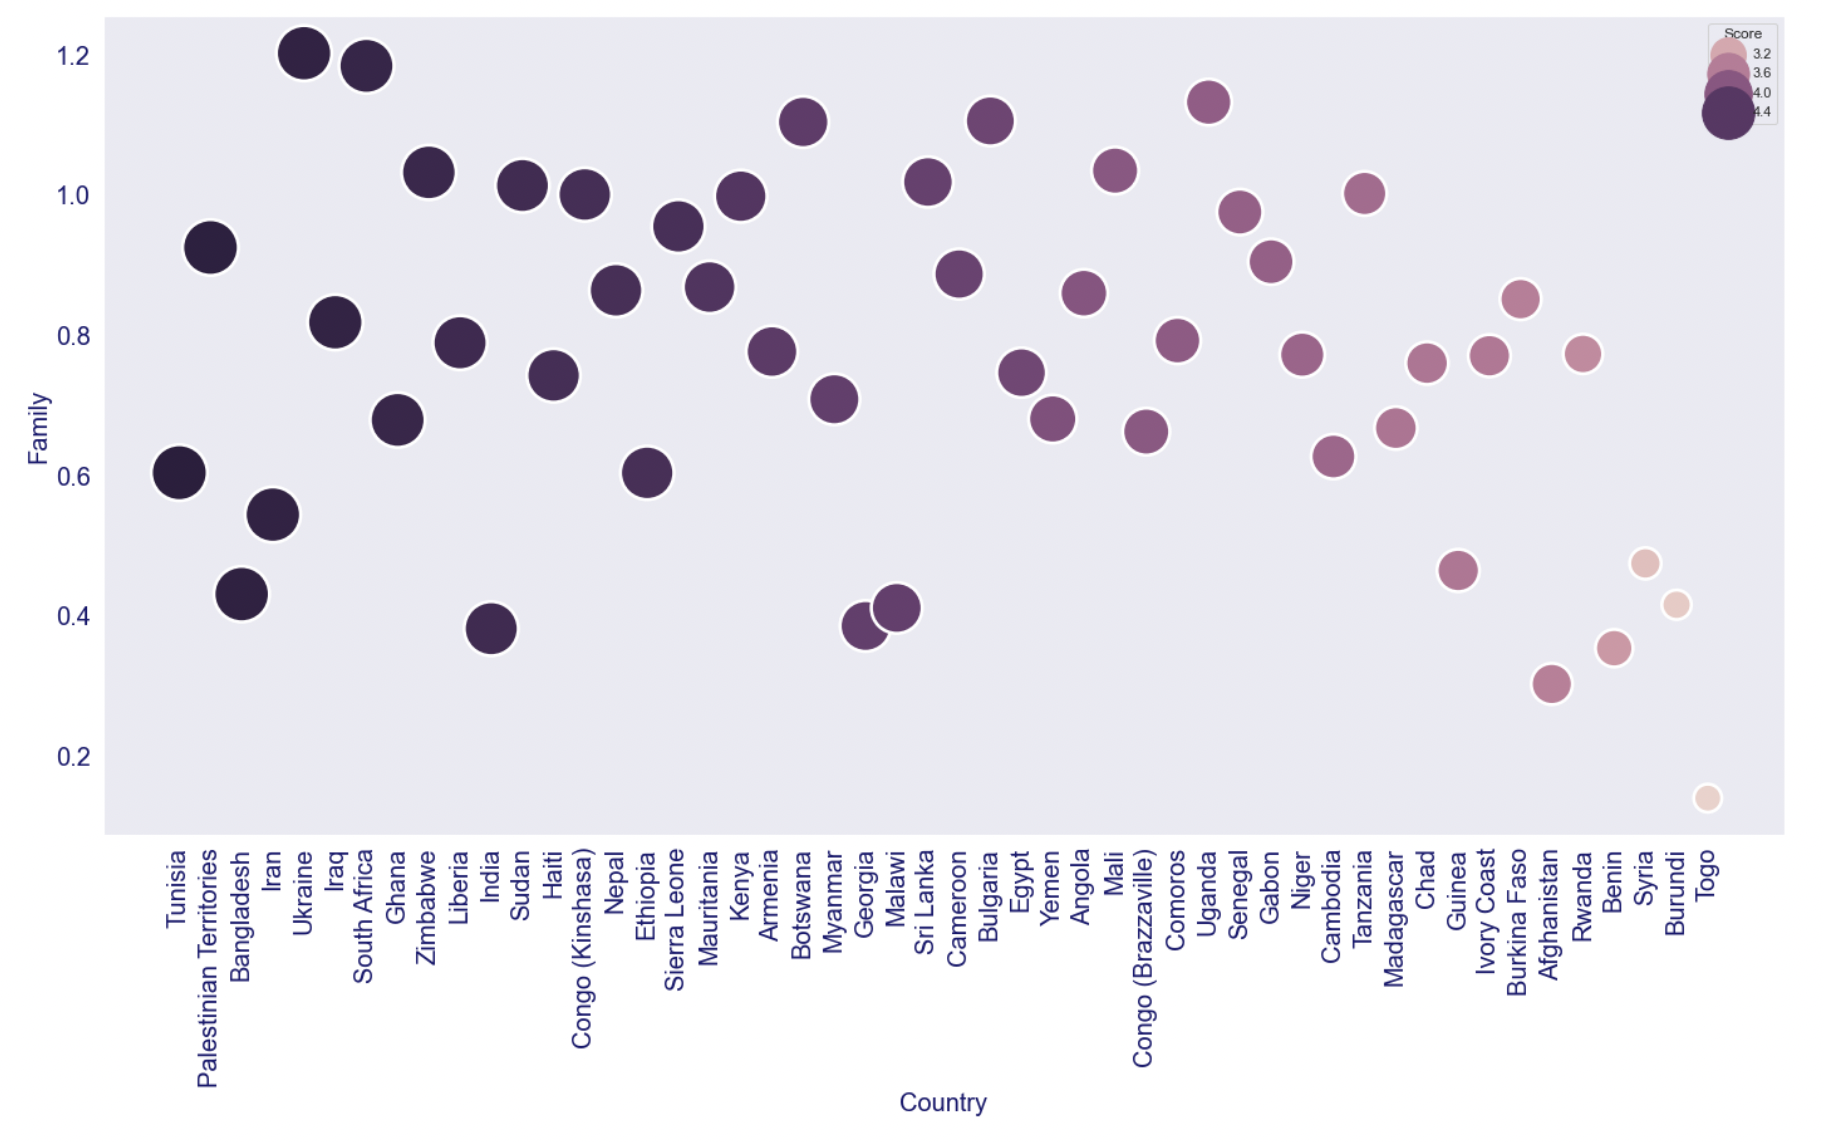 Score
3.2
3.6
4.0
4.4
1.2
1.0
0.8
0.6
0.4
0.2
Family
Tunisia
Palestinian Territories
Bangladesh
Iran
Ukraine
Iraq
South Africa
Ghana
Zimbabwe
Liberia
India
Sudan
Haiti
Congo (Kinshasa)
Nepal
Ethiopia
Sierra Leone
Mauritania
Kenya
Armenia
Botswana
Myanmar
Georgia
Malawi
Sri Lanka
Cameroon
Bulgaria
Egypt
Yemen
Angola
Mali
Congo (Brazzaville)
Comoros
Uganda
Senegal
Gabon
Niger
Cambodia
Tanzania
Madagascar
Chad
Guinea
Ivory Coast
Burkina Faso
Afghanistan
Rwanda
Benin
Syria
Burundi
Togo
Country